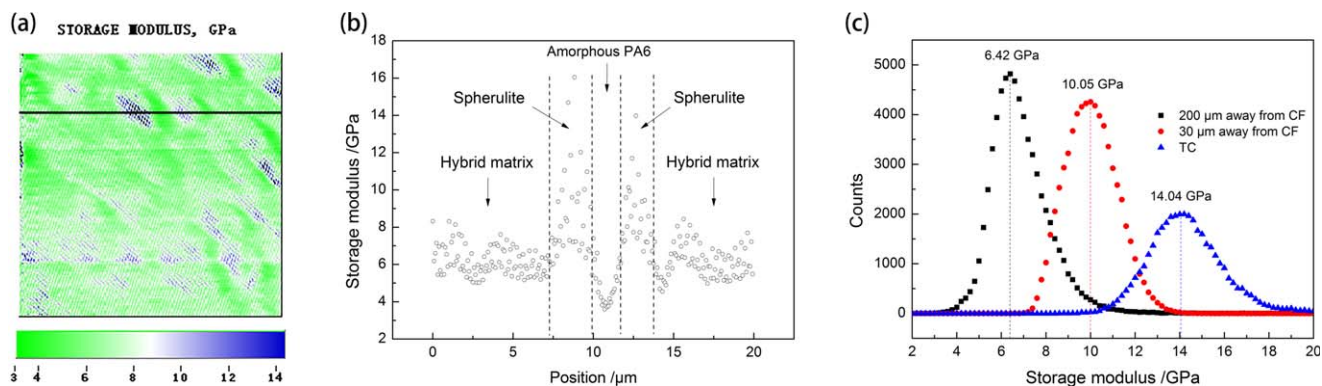 (a)
STORAGE MODULUS, GPa
3 4 6 8 10 12 14
(b)
Storage modulus /GPa
18
16
14
12
10
8
6
4
2
Amorphous PA6
Spherulite
Spherulite
Hybrid matrix
Hybrid matrix
0 5 10 15 20
Position /μm
(c)
Counts
5000
4000
3000
2000
1000
0
6.42 GPa
10.05 GPa
14.04 GPa
200 μm away from CF
30 μm away from CF
TC
2 4 6 8 10 12 14 16 18 20
Storage modulus /GPa